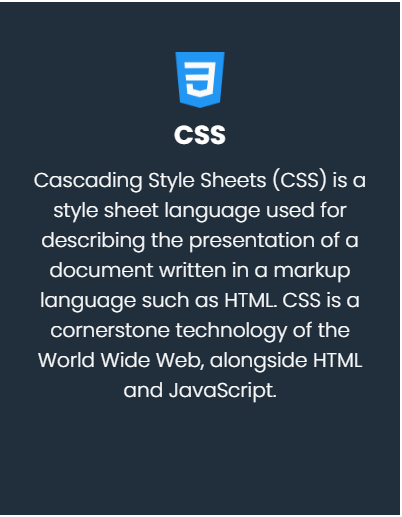 CSS
Cascading Style Sheets (CSS) is a
style sheet language used for
describing the presentation of a
document written in a markup
language such as HTML. CSS is a
cornerstone technology of the
World Wide Web, alongside HTML
and JavaScript.